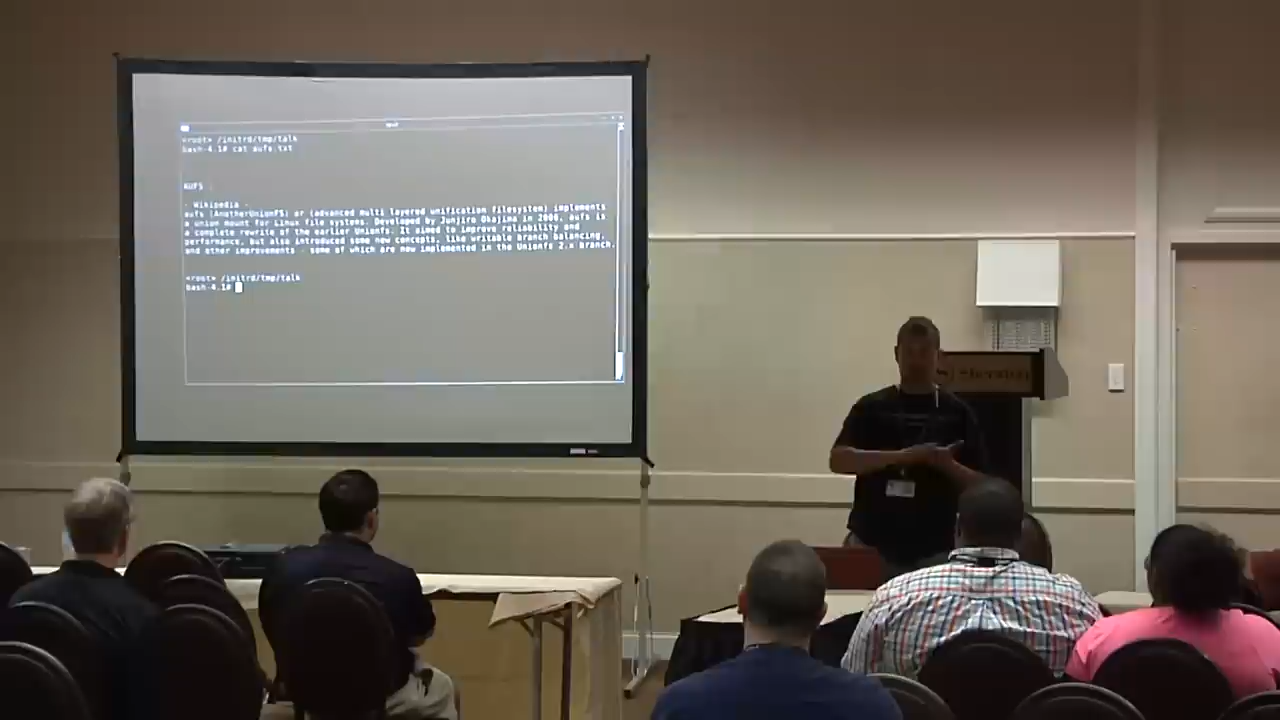 <root> /initrd/tmp/talk
bash-4.1# cat aufs.txt
AUFS -
- Wikipedia -
aufs (AnotherUnionFS) or (advanced multi layered unification filesystem) implements
a union mount for Linux file systems. Developed by Junjiro Okajima in 2006, aufs is
a complete rewrite of the earlier Unionfs. It aimed to improve reliability and
performance, but also introduced some new concepts, like writable branch balancing,
and other improvements - some of which are now implemented in the Unionfs 2.x branch.
<root> /initrd/tmp/talk
bash-4.1#
Sheraton